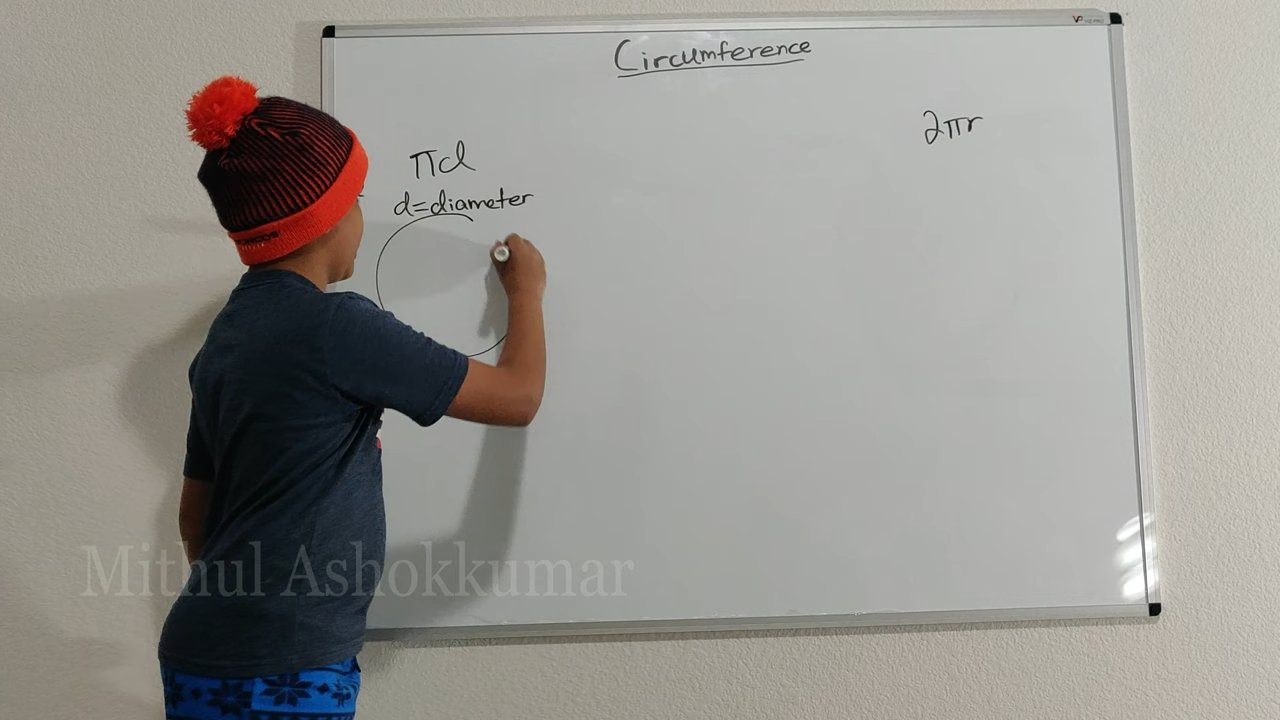 Circumference
2πr
πd
d=diameter
Mithul Ashokkumar